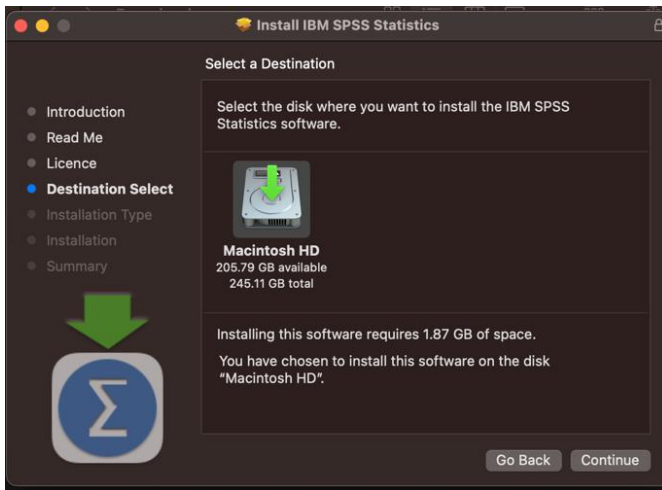 Install IBM SPSS Statistics
Select a Destination
Introduction
Read Me
Licence
Destination Select
Installation Type
Installation
Summary
Select the disk where you want to install the IBM SPSS
Statistics software.
Macintosh HD
205.79 GB available
245.11 GB total
Installing this software requires 1.87 GB of space.
You have chosen to install this software on the disk
“Macintosh HD”.
Σ
Go Back
Continue